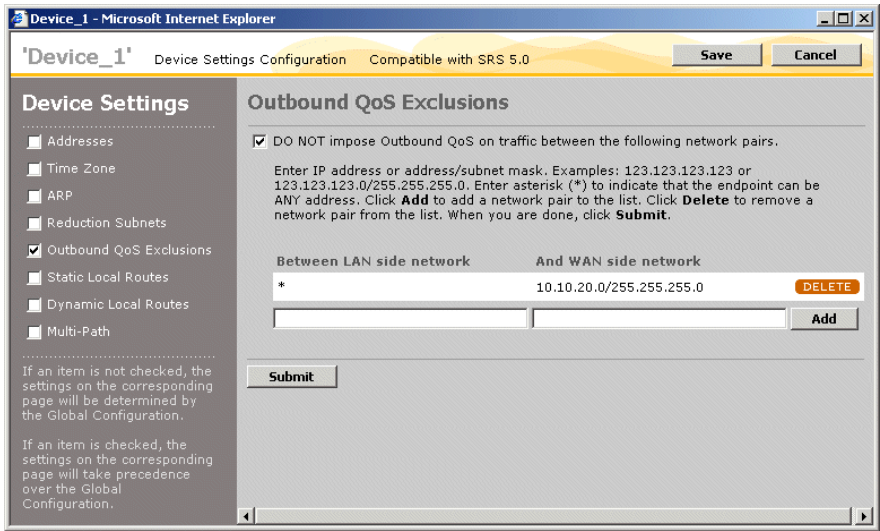 Device_1 - Microsoft Internet Explorer
'Device_1' Device Settings Configuration Compatible with SRS 5.0 Save Cancel
Device Settings
Addresses
Time Zone
ARP
Reduction Subnets
Outbound QoS Exclusions
Static Local Routes
Dynamic Local Routes
Multi-Path
If an item is not checked, the
settings on the corresponding
page will be determined by
the Global Configuration.
If an item is checked, the
settings on the corresponding
page will take precedence
over the Global
Configuration.
Outbound QoS Exclusions
DO NOT impose Outbound QoS on traffic between the following network pairs.
Enter IP address or address/subnet mask. Examples: 123.123.123.123 or
123.123.123.0/255.255.255.0. Enter asterisk (*) to indicate that the endpoint can be
ANY address. Click Add to add a network pair to the list. Click Delete to remove a
network pair from the list. When you are done, click Submit.
Between LAN side network And WAN side network
* 10.10.20.0/255.255.255.0 DELETE
Add
Submit